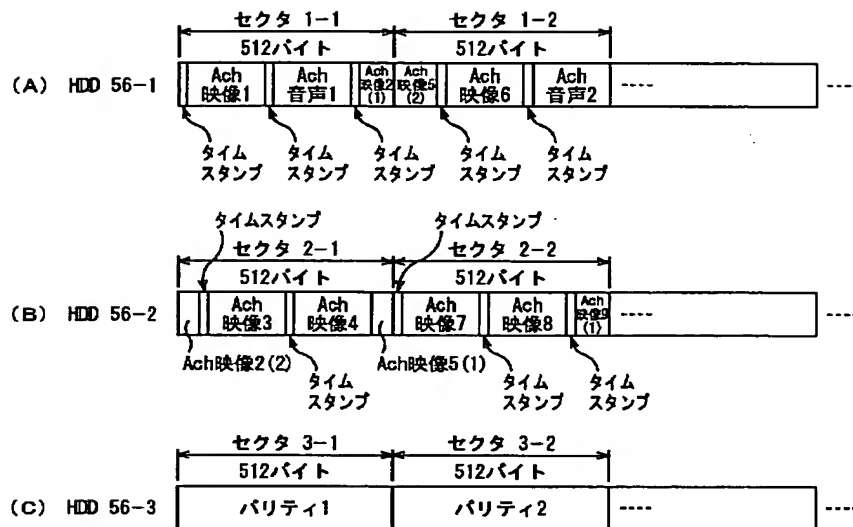 セクタ 1-1 セクタ 1-2
512バイト 512バイト
(A) HDD 56-1
Ach 映像1
Ach 音声1
Ach 映像2 (1)
Ach 映像5 (2)
Ach 映像6
Ach 音声2
---- ----
タイム スタンプ
タイム スタンプ
タイム スタンプ
タイム スタンプ
タイム スタンプ
タイムスタンプ タイムスタンプ
セクタ 2-1 セクタ 2-2
512バイト 512バイト
(B) HDD 56-2
Ach 映像3
Ach 映像4
Ach 映像7
Ach 映像8
Ach 映像9 (1)
---- ----
Ach映像2(2)
タイム スタンプ
Ach映像5(1)
タイム スタンプ
タイム スタンプ
セクタ 3-1 セクタ 3-2
512バイト 512バイト
(C) HDD 56-3
パリティ1 パリティ2 ---- ----